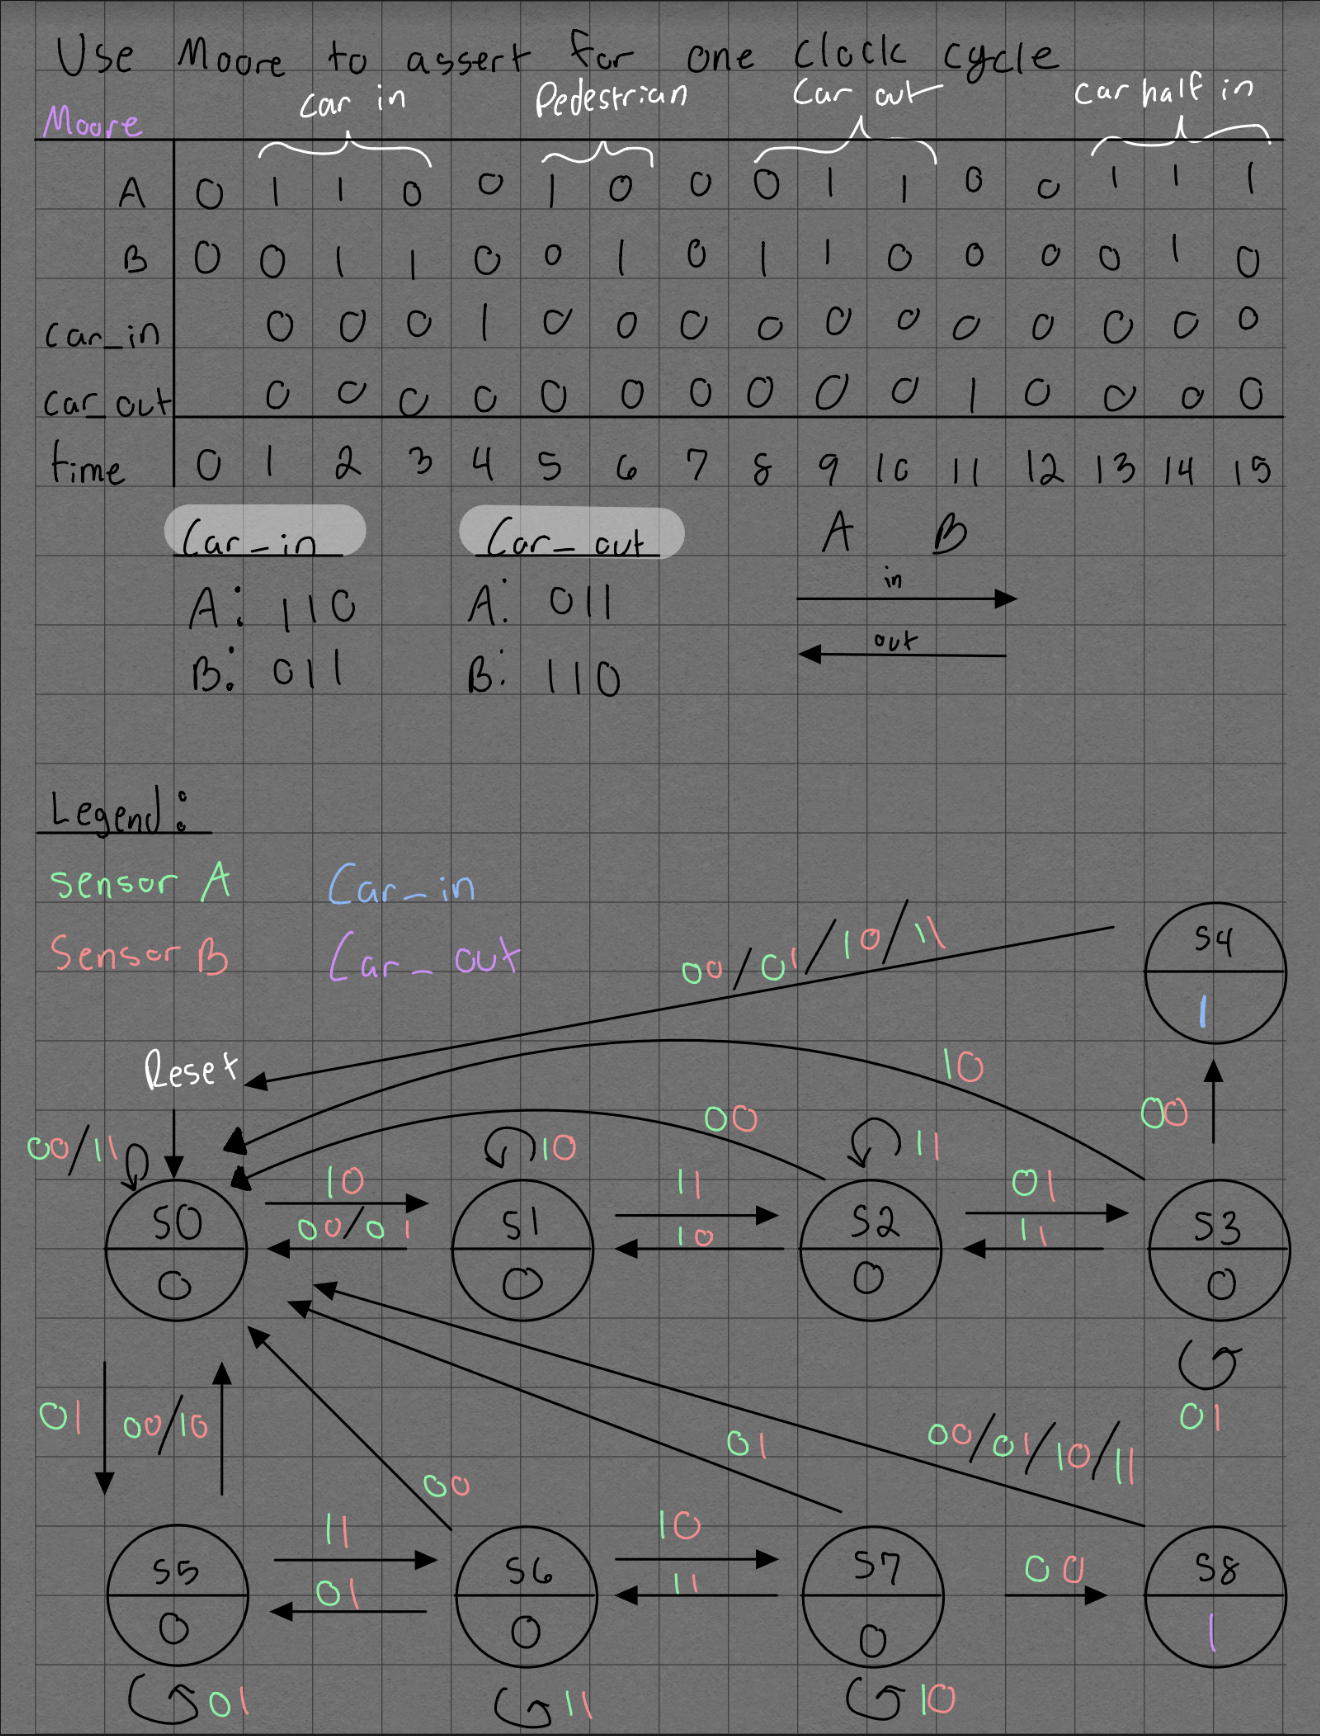 Use Moore to assert for one clock cycle
car in Pedestrian Car out car half in
Moore
A 0 1 1 0 0 1 0 0 0 1 1 0 0 1 1 1
B 0 0 1 1 0 0 1 0 1 1 0 0 0 0 1 0
car_in 0 0 0 1 0 0 0 0 0 0 0 0 0 0 0
car_out 0 0 0 0 0 0 0 0 0 0 1 0 0 0 0
time 0 1 2 3 4 5 6 7 8 9 10 11 12 13 14 15
Car_in Car_out A B
in
A: 110 A: 011
out
B: 011 B: 110
Legend:
sensor A Car_in
Sensor B Car_out
S4
1
00/01/10/11
Reset
10
00
00
00/11
10
11
10
11
01
S0 S1 S2 S3
00/01
10
11
0 0 0 0
01
01
00/10
01
00/01/10/11
00
11
10
00
S5 S6 S7 S8
01
11
0 0 0 1
01
11
10